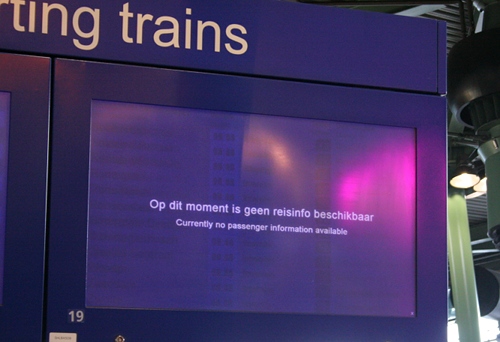 rting trains
Op dit moment is geen reisinfo beschikbaar
Currently no passenger information available
19